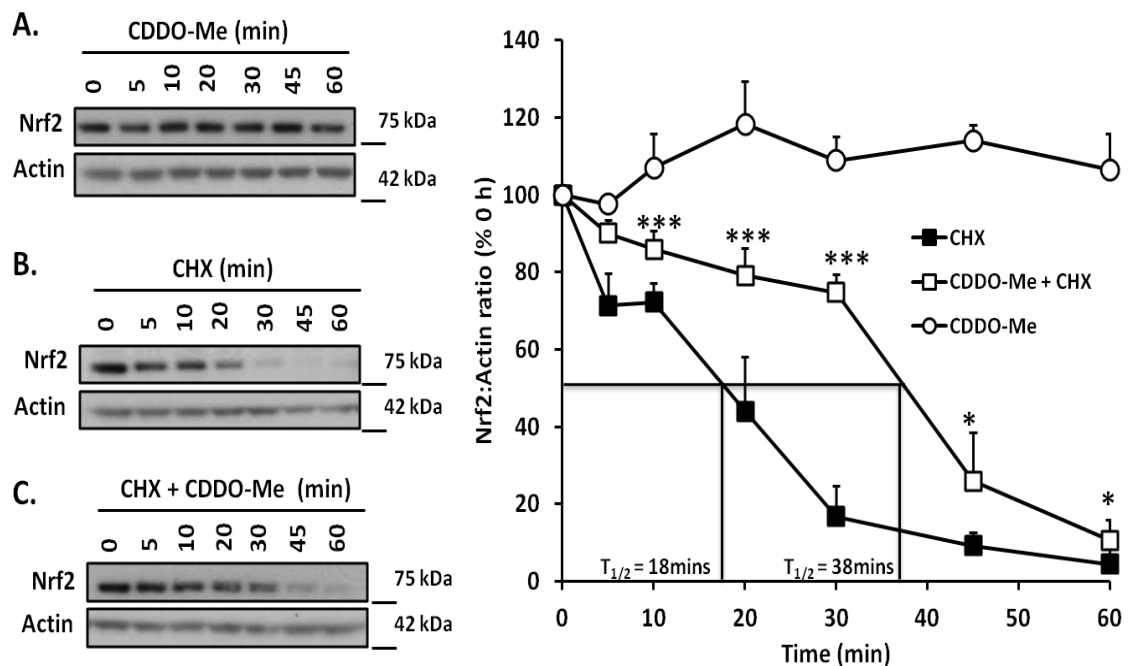 A.
CDDO-Me (min)
0 5 10 20 30 45 60
Nrf2
75 kDa
Actin
42 kDa
B.
CHX (min)
0 5 10 20 30 45 60
Nrf2
75 kDa
Actin
42 kDa
C.
CHX + CDDO-Me (min)
0 5 10 20 30 45 60
Nrf2
75 kDa
Actin
42 kDa
Nrf2:Actin ratio (% 0 h)
140
120
100
80
60
40
20
0
***
***
***
*
*
CHX
CDDO-Me + CHX
CDDO-Me
T1/2 = 18mins
T1/2 = 38mins
0 10 20 30 40 50 60
Time (min)